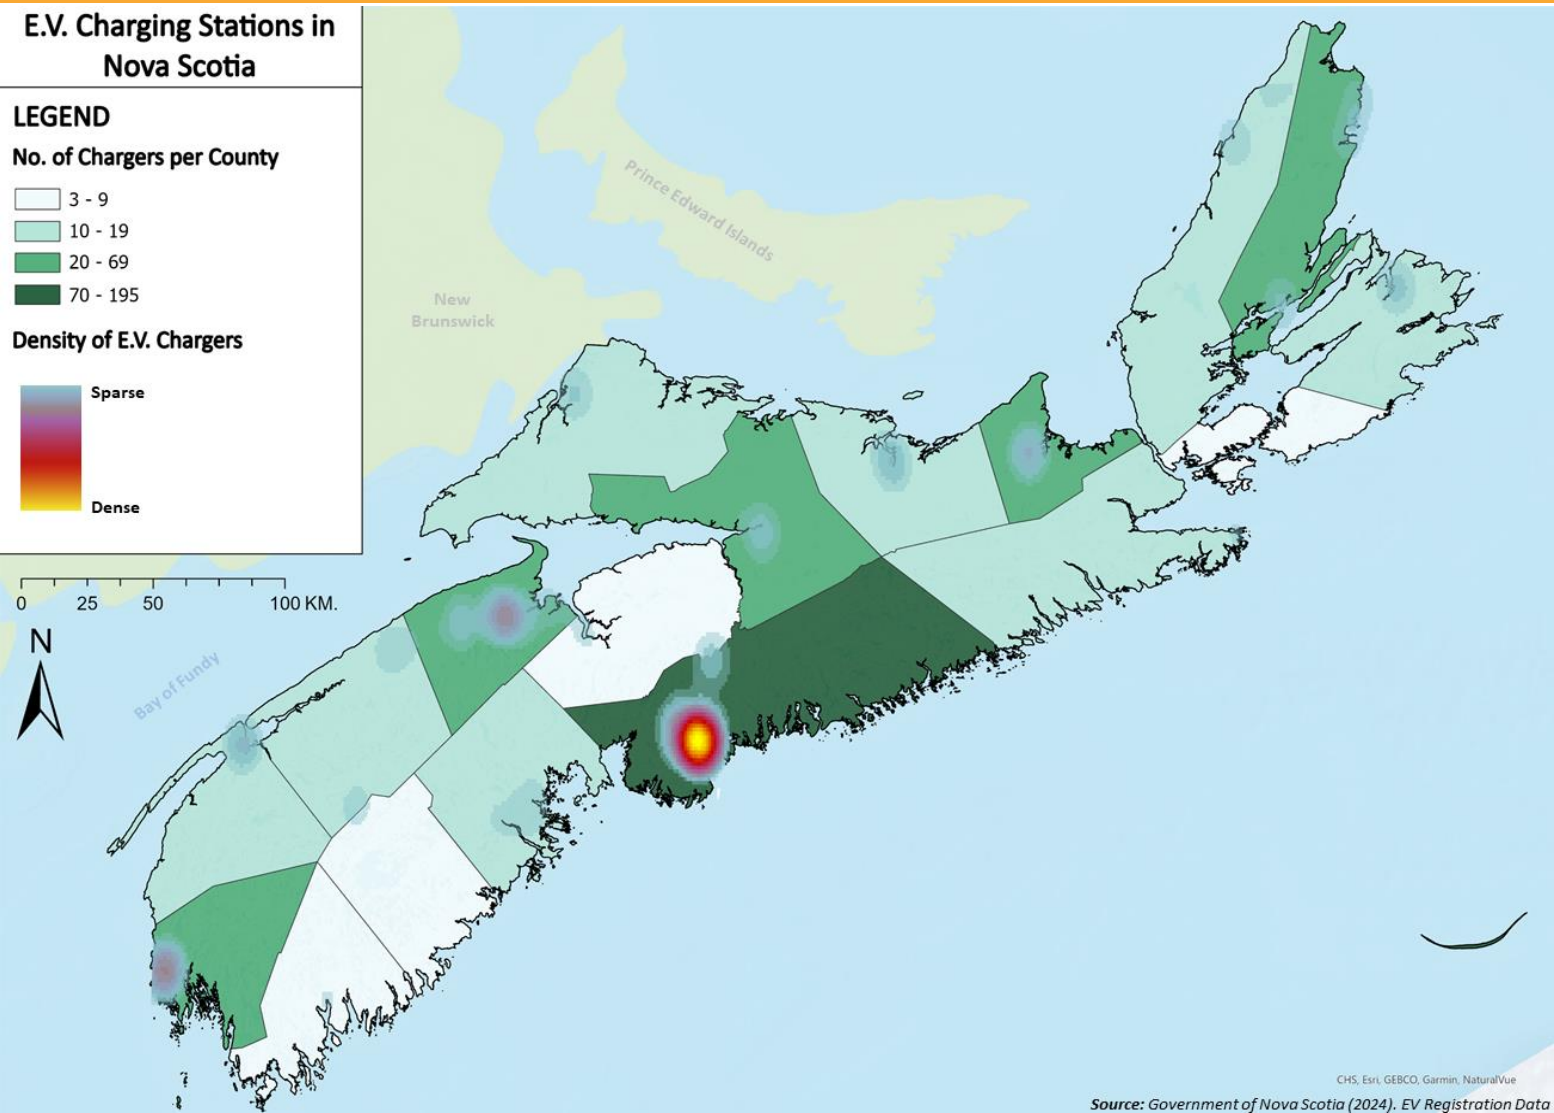 E.V. Charging Stations in
Nova Scotia
LEGEND
No. of Chargers per County
3 - 9
10 - 19
20 - 69
70 - 195
Density of E.V. Chargers
Sparse
Dense
0 25 50 100 KM.
N
Prince Edward Islands
New
Brunswick
Bay of Fundy
CHS, Esri, GEBCO, Garmin, NaturalVue
Source: Government of Nova Scotia (2024). EV Registration Data